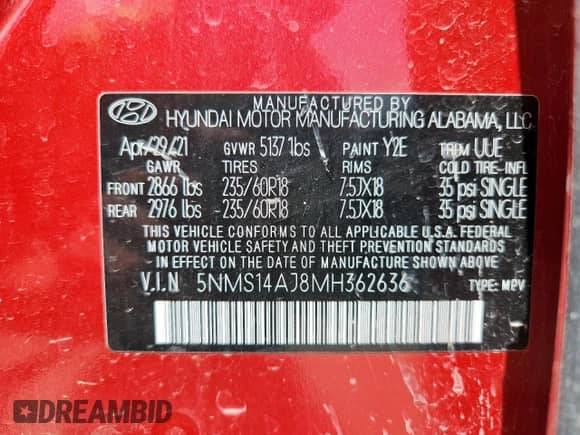 MANUFACTURED BY
HYUNDAI MOTOR MANUFACTURING ALABAMA, LLC
Apr/29/21 GVWR 5137 lbs PAINT Y2E TRIM UUE
GAWR TIRES RIMS COLD TIRE-INFL
FRONT 2866 lbs 235/60R18 7.5JX18 35 psi SINGLE
REAR 2976 lbs 235/60R18 7.5JX18 35 psi SINGLE
THIS VEHICLE CONFORMS TO ALL APPLICABLE U.S.A. FEDERAL
MOTOR VEHICLE SAFETY AND THEFT PREVENTION STANDARDS
IN EFFECT ON THE DATE OF MANUFACTURE SHOWN ABOVE.
V.I.N 5NMS14AJ8MH362636 TYPE: MPV
DREAMBID